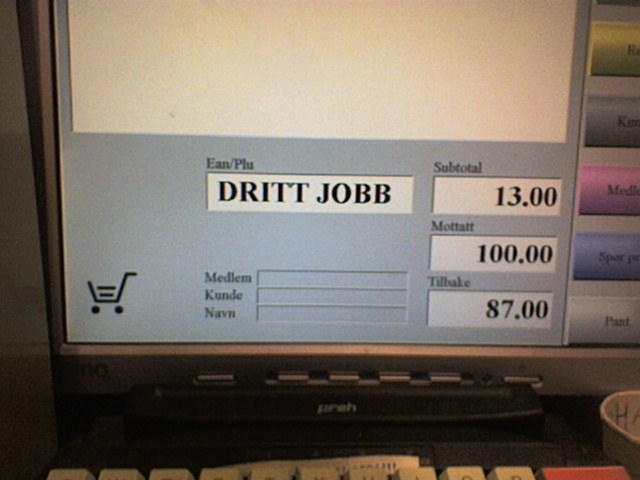 Ean/Plu
DRITT JOBB
Subtotal
13.00
Mottatt
100.00
Tilbake
87.00
Medlem
Kunde
Navn
Pant
preh